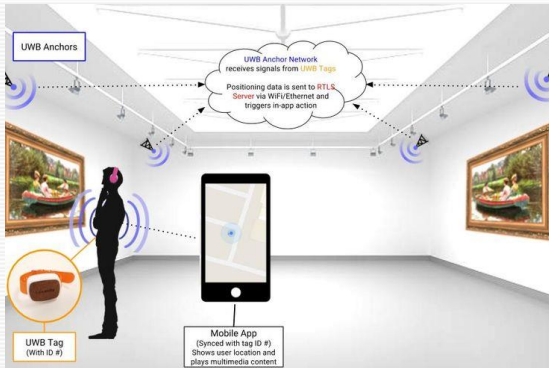 UWB Anchors
UWB Anchor Network
receives signals from UWB Tags
Positioning data is sent to RTLS
Server via WiFi/Ethernet and
triggers in-app action
UWB Tag
(With ID #)
Mobile App
(Synced with tag ID #)
Shows user location and
plays multimedia content